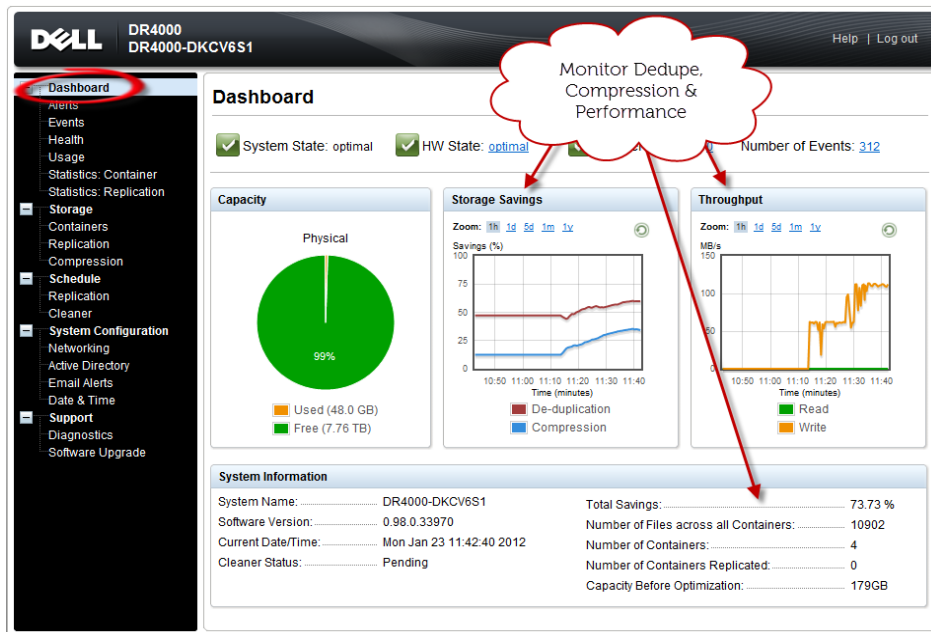 DELL
DR4000
DR4000-DKCV6S1
Help | Log out
Monitor Dedupe,
Compression &
Performance
Dashboard
Alerts
Events
Health
Usage
Statistics: Container
Statistics: Replication
Storage
Containers
Replication
Compression
Schedule
Replication
Cleaner
System Configuration
Networking
Active Directory
Email Alerts
Date & Time
Support
Diagnostics
Software Upgrade
Dashboard
System State: optimal HW State: optimal Number of Events: 312
Capacity
Physical
99%
Used (48.0 GB)
Free (7.76 TB)
Storage Savings
Zoom: 1h 1d 5d 1m 1y
Savings (%)
100
75
50
25
0
10:50 11:00 11:10 11:20 11:30 11:40
Time (minutes)
De-duplication
Compression
Throughput
Zoom: 1h 1d 5d 1m 1y
MB/s
150
100
50
0
10:50 11:00 11:10 11:20 11:30 11:40
Time (minutes)
Read
Write
System Information
System Name: DR4000-DKCV6S1
Software Version: 0.98.0.33970
Current Date/Time: Mon Jan 23 11:42:40 2012
Cleaner Status: Pending
Total Savings: 73.73 %
Number of Files across all Containers: 10902
Number of Containers: 4
Number of Containers Replicated: 0
Capacity Before Optimization: 179GB